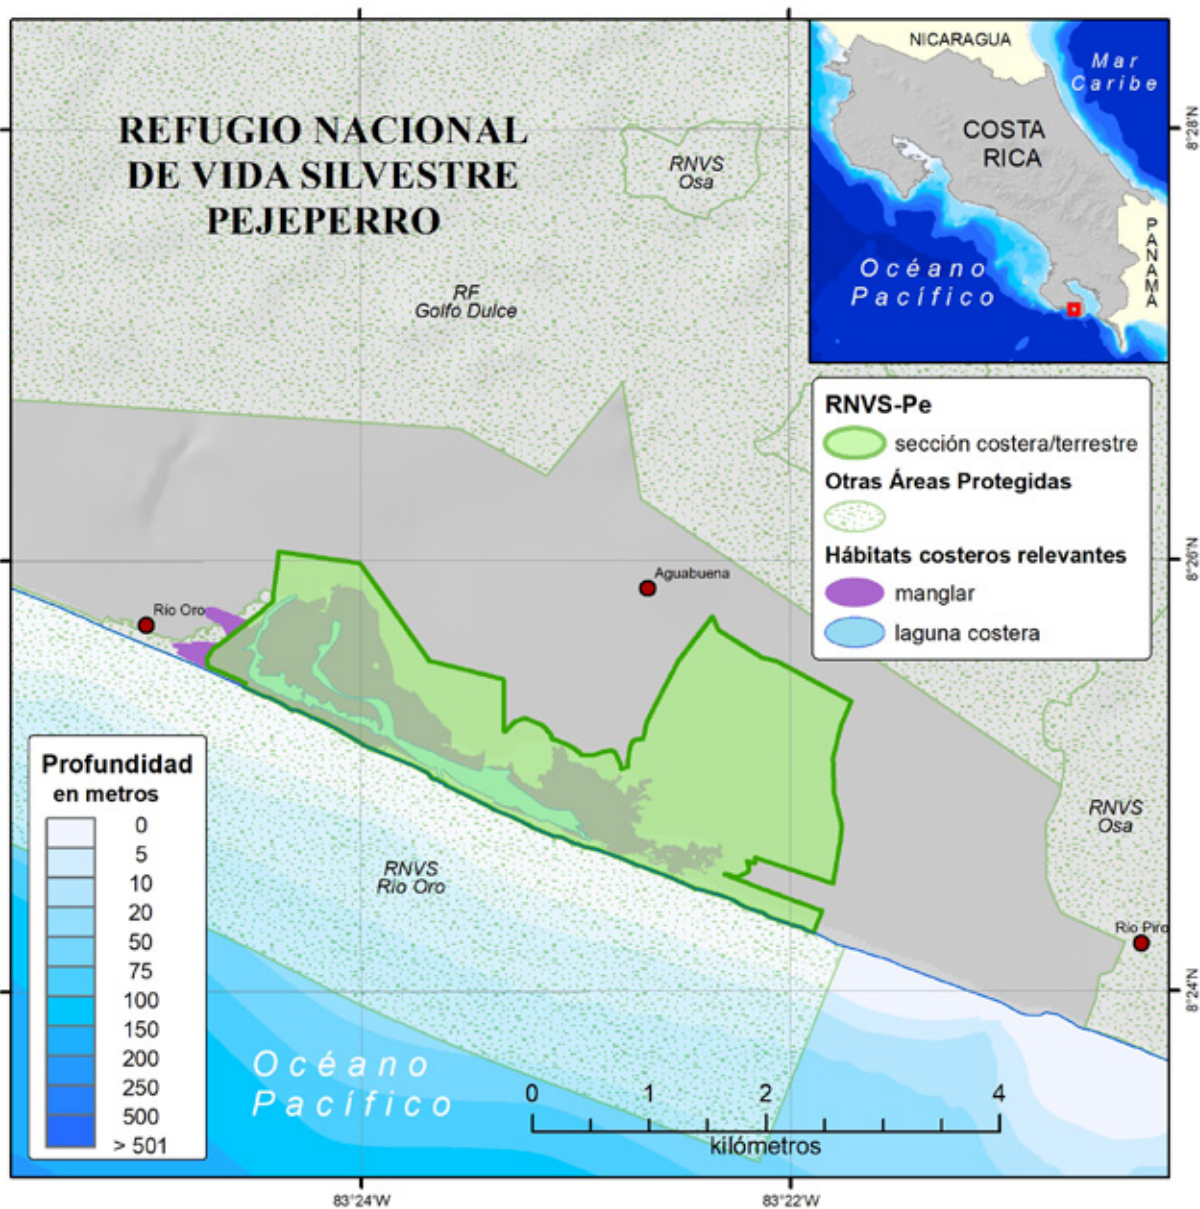 REFUGIO NACIONAL
DE VIDA SILVESTRE
PEJEPERRO
NICARAGUA
Mar
Caribe
COSTA
RICA
PANAMÁ
Océano
Pacífico
8°28'N
RNVS
Osa
RF
Golfo Dulce
RNVS-Pe
sección costera/terrestre
Otras Áreas Protegidas
Hábitats costeros relevantes
manglar
laguna costera
8°26'N
Aguabuena
Río Oro
Profundidad
en metros
0
5
10
20
50
75
100
150
200
250
500
> 501
RNVS
Río Oro
RNVS
Osa
Río Piro
8°24'N
Océano
Pacífico
0 1 2 4
kilómetros
83°24'W
83°22'W